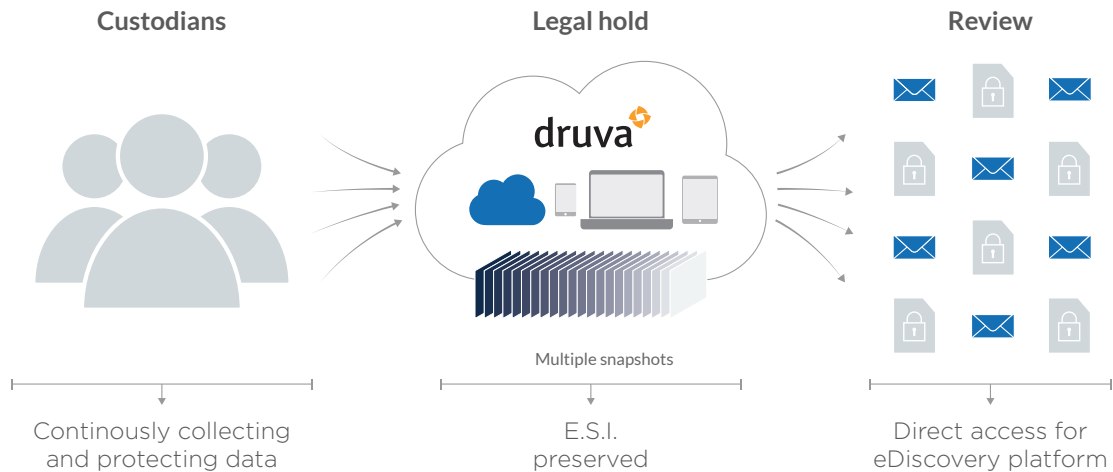 Custodians
Legal hold
Review
druva
Multiple snapshots
Continously collecting
and protecting data
E.S.I.
preserved
Direct access for
eDiscovery platform